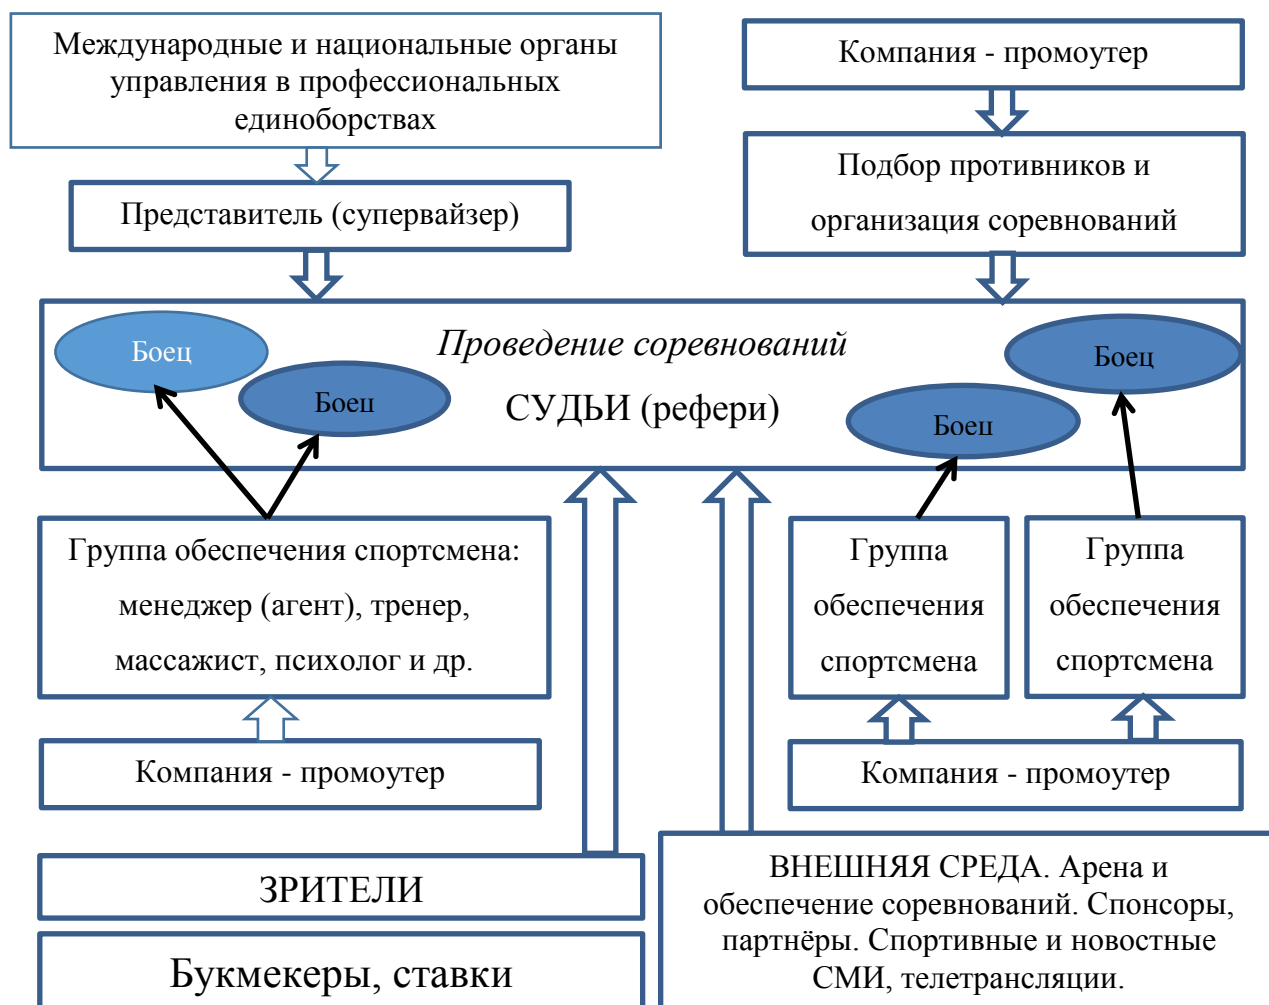 Международные и национальные органы
управления в профессиональных
единоборствах
Компания - промоутер
Представитель (супервайзер)
Подбор противников и
организация соревнований
Боец
Боец
Проведение соревнований
СУДЬИ (рефери)
Боец
Боец
Группа обеспечения спортсмена:
менеджер (агент), тренер,
массажист, психолог и др.
Группа
обеспечения
спортсмена
Группа
обеспечения
спортсмена
Компания - промоутер
Компания - промоутер
ЗРИТЕЛИ
Букмекеры, ставки
ВНЕШНЯЯ СРЕДА. Арена и
обеспечение соревнований. Спонсоры,
партнёры. Спортивные и новостные
СМИ, телетрансляции.